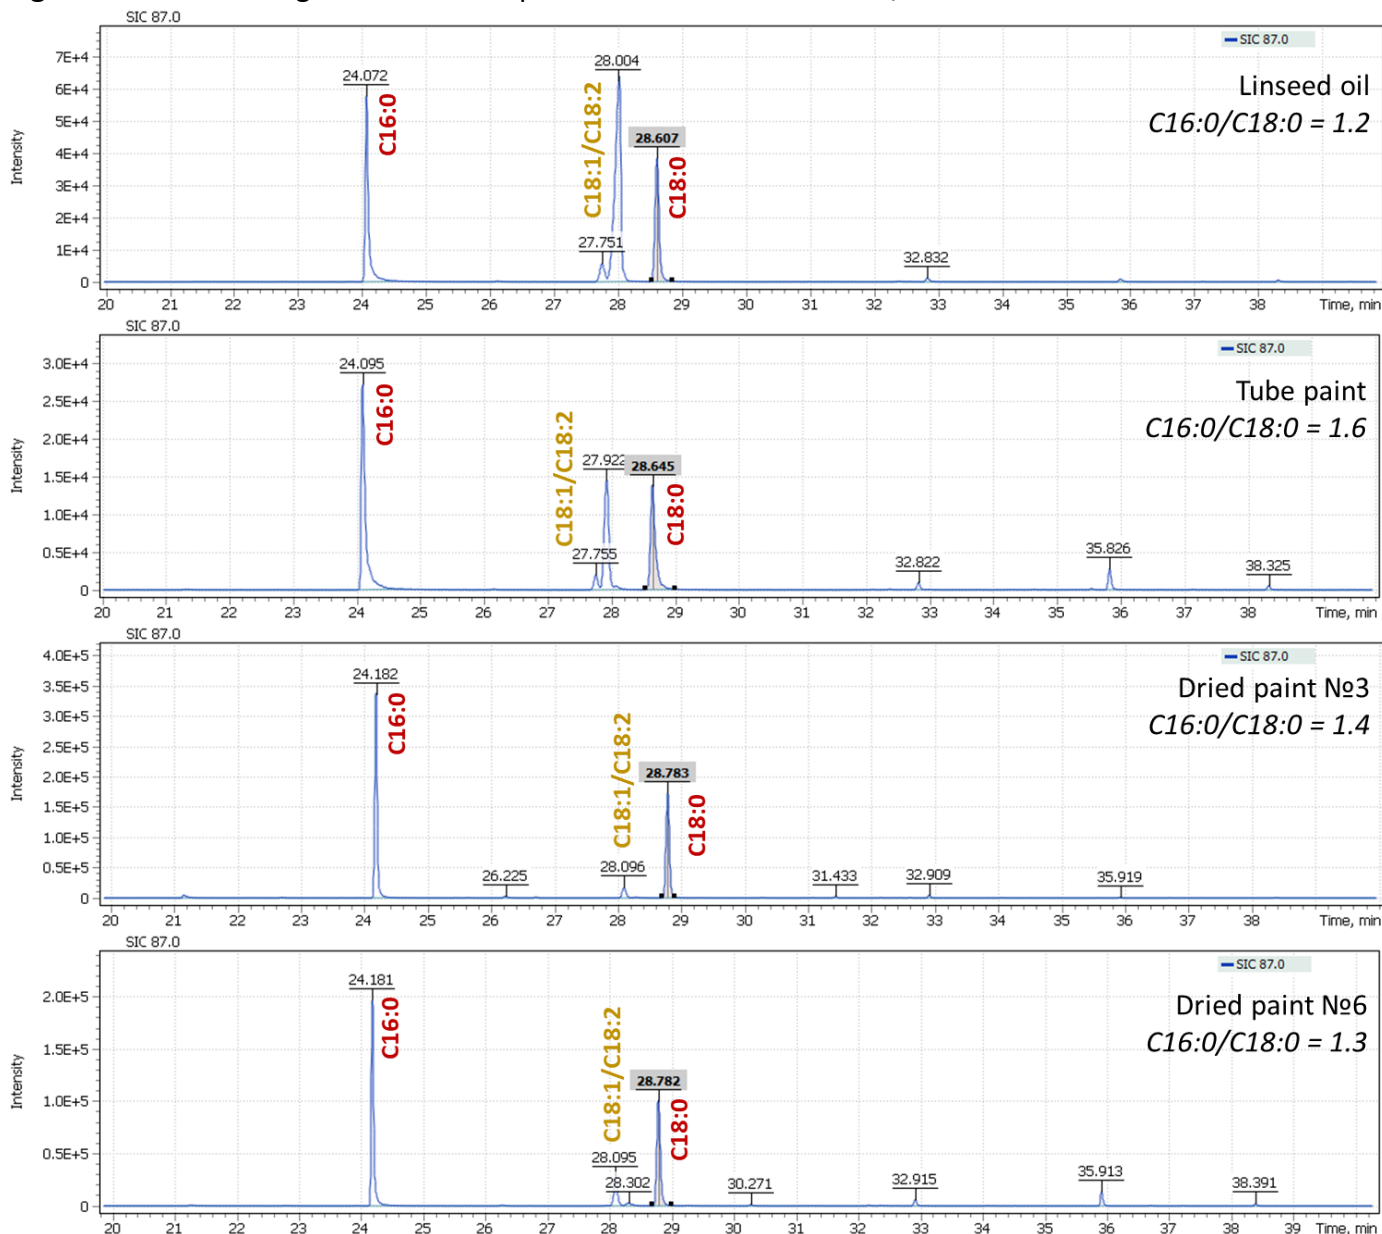 SIC 87.0
SIC 87.0
Linseed oil
C16:0/C18:0 = 1.2
Intensity
7E+4
6E+4
5E+4
4E+4
3E+4
2E+4
1E+4
0
24.072
C16:0
C18:1/C18:2
27.751
28.004
28.607
C18:0
32.832
20 21 22 23 24 25 26 27 28 29 30 31 32 33 34 35 36 37 38 Time, min
SIC 87.0
SIC 87.0
Tube paint
C16:0/C18:0 = 1.6
Intensity
3.0E+4
2.5E+4
2.0E+4
1.5E+4
1.0E+4
0.5E+4
0
24.095
C16:0
C18:1/C18:2
27.755
27.922
28.645
C18:0
32.822
35.826
38.325
20 21 22 23 24 25 26 27 28 29 30 31 32 33 34 35 36 37 38 Time, min
SIC 87.0
SIC 87.0
Dried paint №3
C16:0/C18:0 = 1.4
Intensity
4.0E+5
3.5E+5
3.0E+5
2.5E+5
2.0E+5
1.5E+5
1.0E+5
0.5E+5
0
24.182
C16:0
26.225
C18:1/C18:2
28.096
28.783
C18:0
31.433
32.909
35.919
20 21 22 23 24 25 26 27 28 29 30 31 32 33 34 35 36 37 38 Time, min
SIC 87.0
SIC 87.0
Dried paint №6
C16:0/C18:0 = 1.3
Intensity
2.0E+5
1.5E+5
1.0E+5
0.5E+5
0
24.181
C16:0
C18:1/C18:2
28.095
28.302
28.782
C18:0
30.271
32.915
35.913
38.391
20 21 22 23 24 25 26 27 28 29 30 31 32 33 34 35 36 37 38 39 Time, min